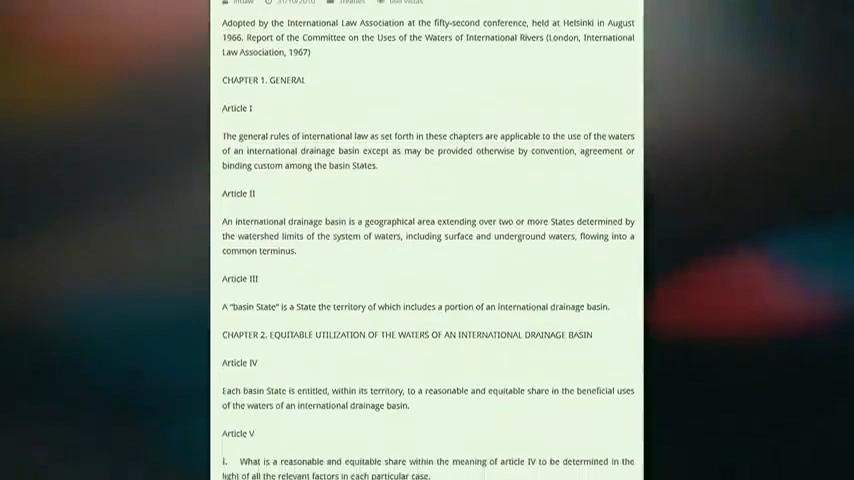 Adopted by the International Law Association at the fifty-second conference, held at Helsinki in August
1966. Report of the Committee on the Uses of the Waters of International Rivers (London, International
Law Association, 1967)
CHAPTER 1. GENERAL
Article I
The general rules of international law as set forth in these chapters are applicable to the use of the waters
of an international drainage basin except as may be provided otherwise by convention, agreement or
binding custom among the basin States.
Article II
An international drainage basin is a geographical area extending over two or more States determined by
the watershed limits of the system of waters, including surface and underground waters, flowing into a
common terminus.
Article III
A "basin State" is a State the territory of which includes a portion of an international drainage basin.
CHAPTER 2. EQUITABLE UTILIZATION OF THE WATERS OF AN INTERNATIONAL DRAINAGE BASIN
Article IV
Each basin State is entitled, within its territory, to a reasonable and equitable share in the beneficial uses
of the waters of an international drainage basin.
Article V
i. What is a reasonable and equitable share within the meaning of article IV to be determined in the
light of all the relevant factors in each particular case.